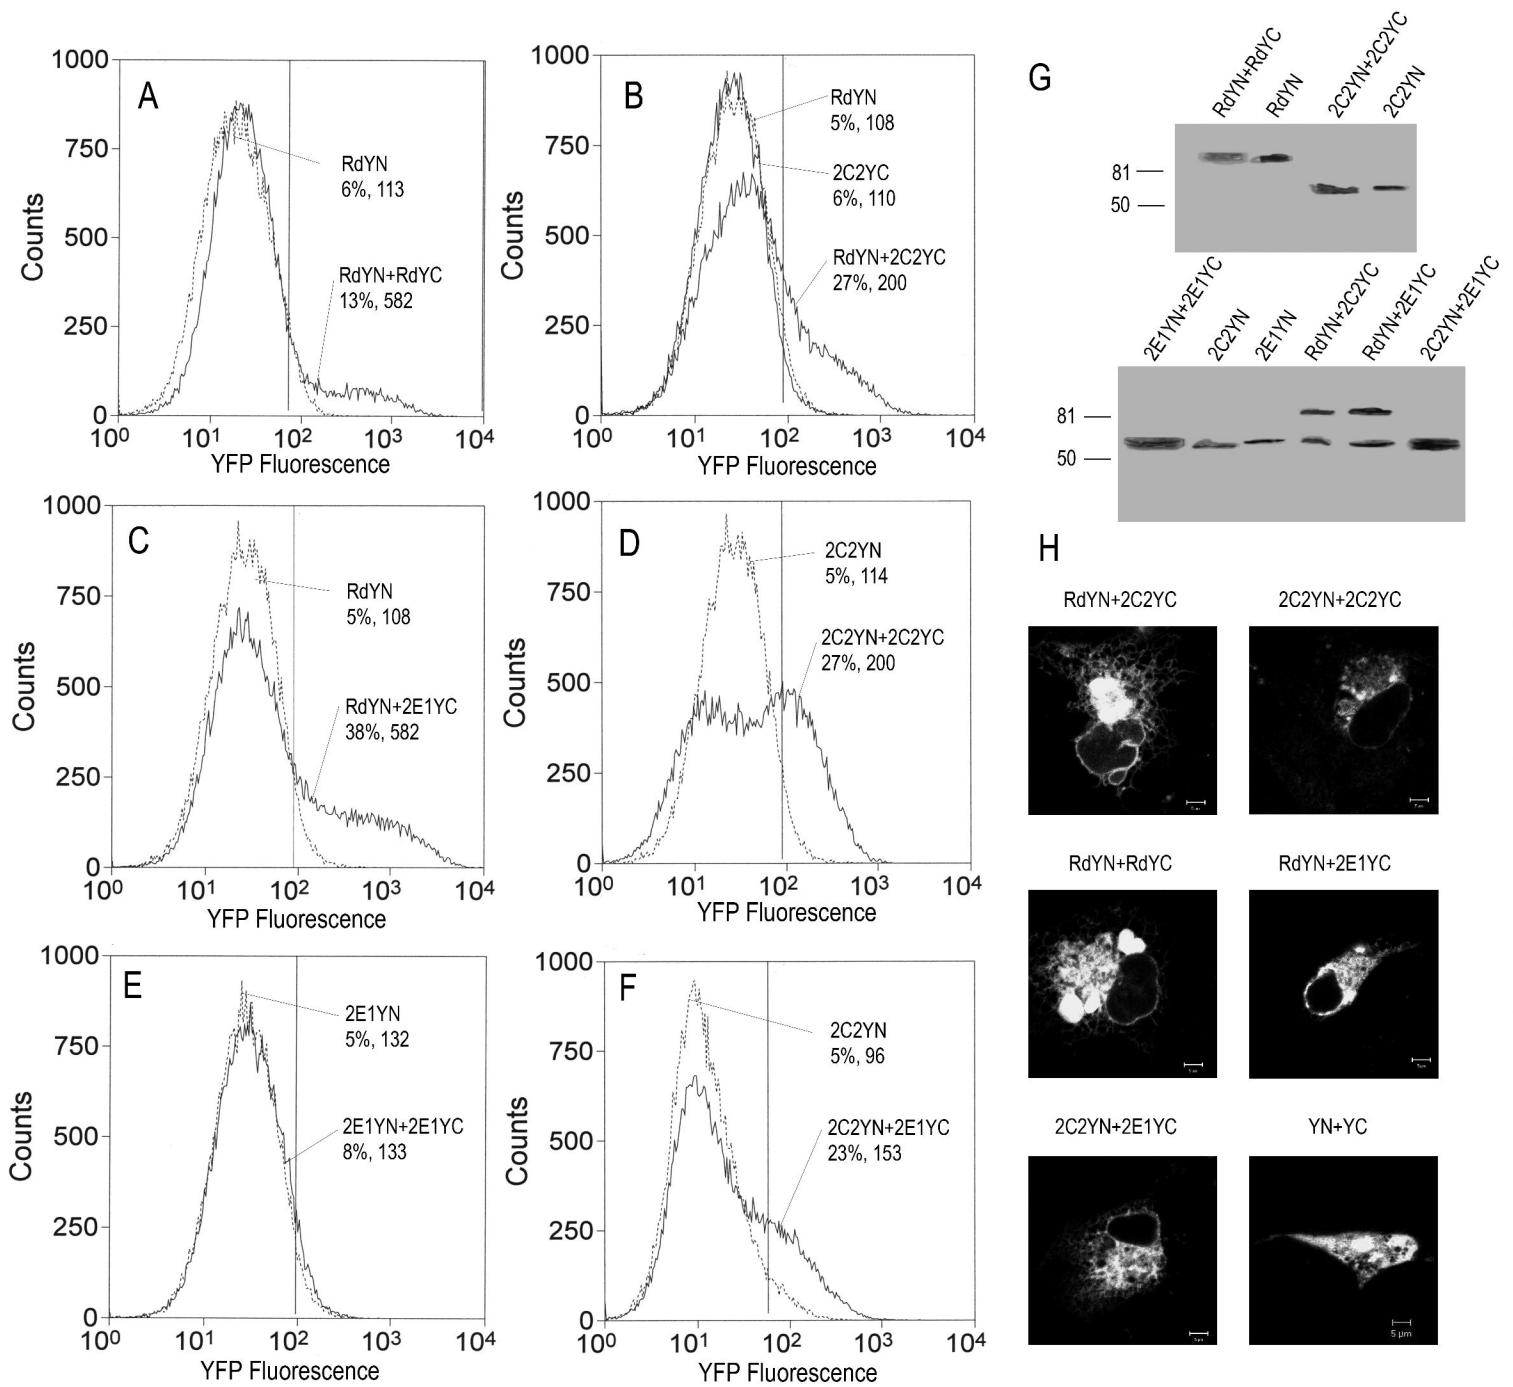 A
1000
750
500
250
0
Counts
RdYN
6%, 113
RdYN+RdYC
13%, 582
10⁰ 10¹ 10² 10³ 10⁴
YFP Fluorescence
B
1000
750
500
250
0
Counts
RdYN
5%, 108
2C2YC
6%, 110
RdYN+2C2YC
27%, 200
10⁰ 10¹ 10² 10³ 10⁴
YFP Fluorescence
C
1000
750
500
250
0
Counts
RdYN
5%, 108
RdYN+2E1YC
38%, 582
10⁰ 10¹ 10² 10³ 10⁴
YFP Fluorescence
D
1000
750
500
250
0
Counts
2C2YN
5%, 114
2C2YN+2C2YC
27%, 200
10⁰ 10¹ 10² 10³ 10⁴
YFP Fluorescence
E
1000
750
500
250
0
Counts
2E1YN
5%, 132
2E1YN+2E1YC
8%, 133
10⁰ 10¹ 10² 10³ 10⁴
YFP Fluorescence
F
1000
750
500
250
0
Counts
2C2YN
5%, 96
2C2YN+2E1YC
23%, 153
10⁰ 10¹ 10² 10³ 10⁴
YFP Fluorescence
G
RdYN+RdYC
RdYN
2C2YN+2C2YC
2C2YN
81
50
2E1YN+2E1YC
2C2YN
2E1YN
RdYN+2C2YC
RdYN+2E1YC
2C2YN+2E1YC
81
50
H
RdYN+2C2YC
2C2YN+2C2YC
RdYN+RdYC
RdYN+2E1YC
2C2YN+2E1YC
YN+YC
5 µm